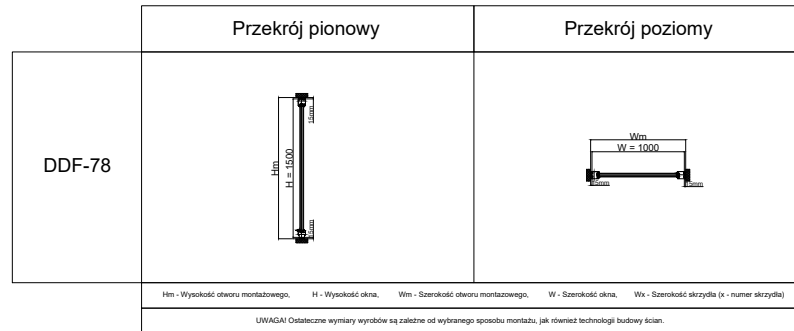 Przekrój pionowy
Przekrój poziomy
DDF-78
Hm
H = 1500
15mm
15mm
Wm
W = 1000
15mm
15mm
Hm - Wysokość otworu montażowego, H - Wysokość okna, Wm - Szerokość otworu montazowego, W - Szerokość okna, Wx - Szerokość skrzydła (x - numer skrzydła)
UWAGA! Ostateczne wymiary wyrobów są zależne od wybranego sposobu montażu, jak również technologii budowy ścian.